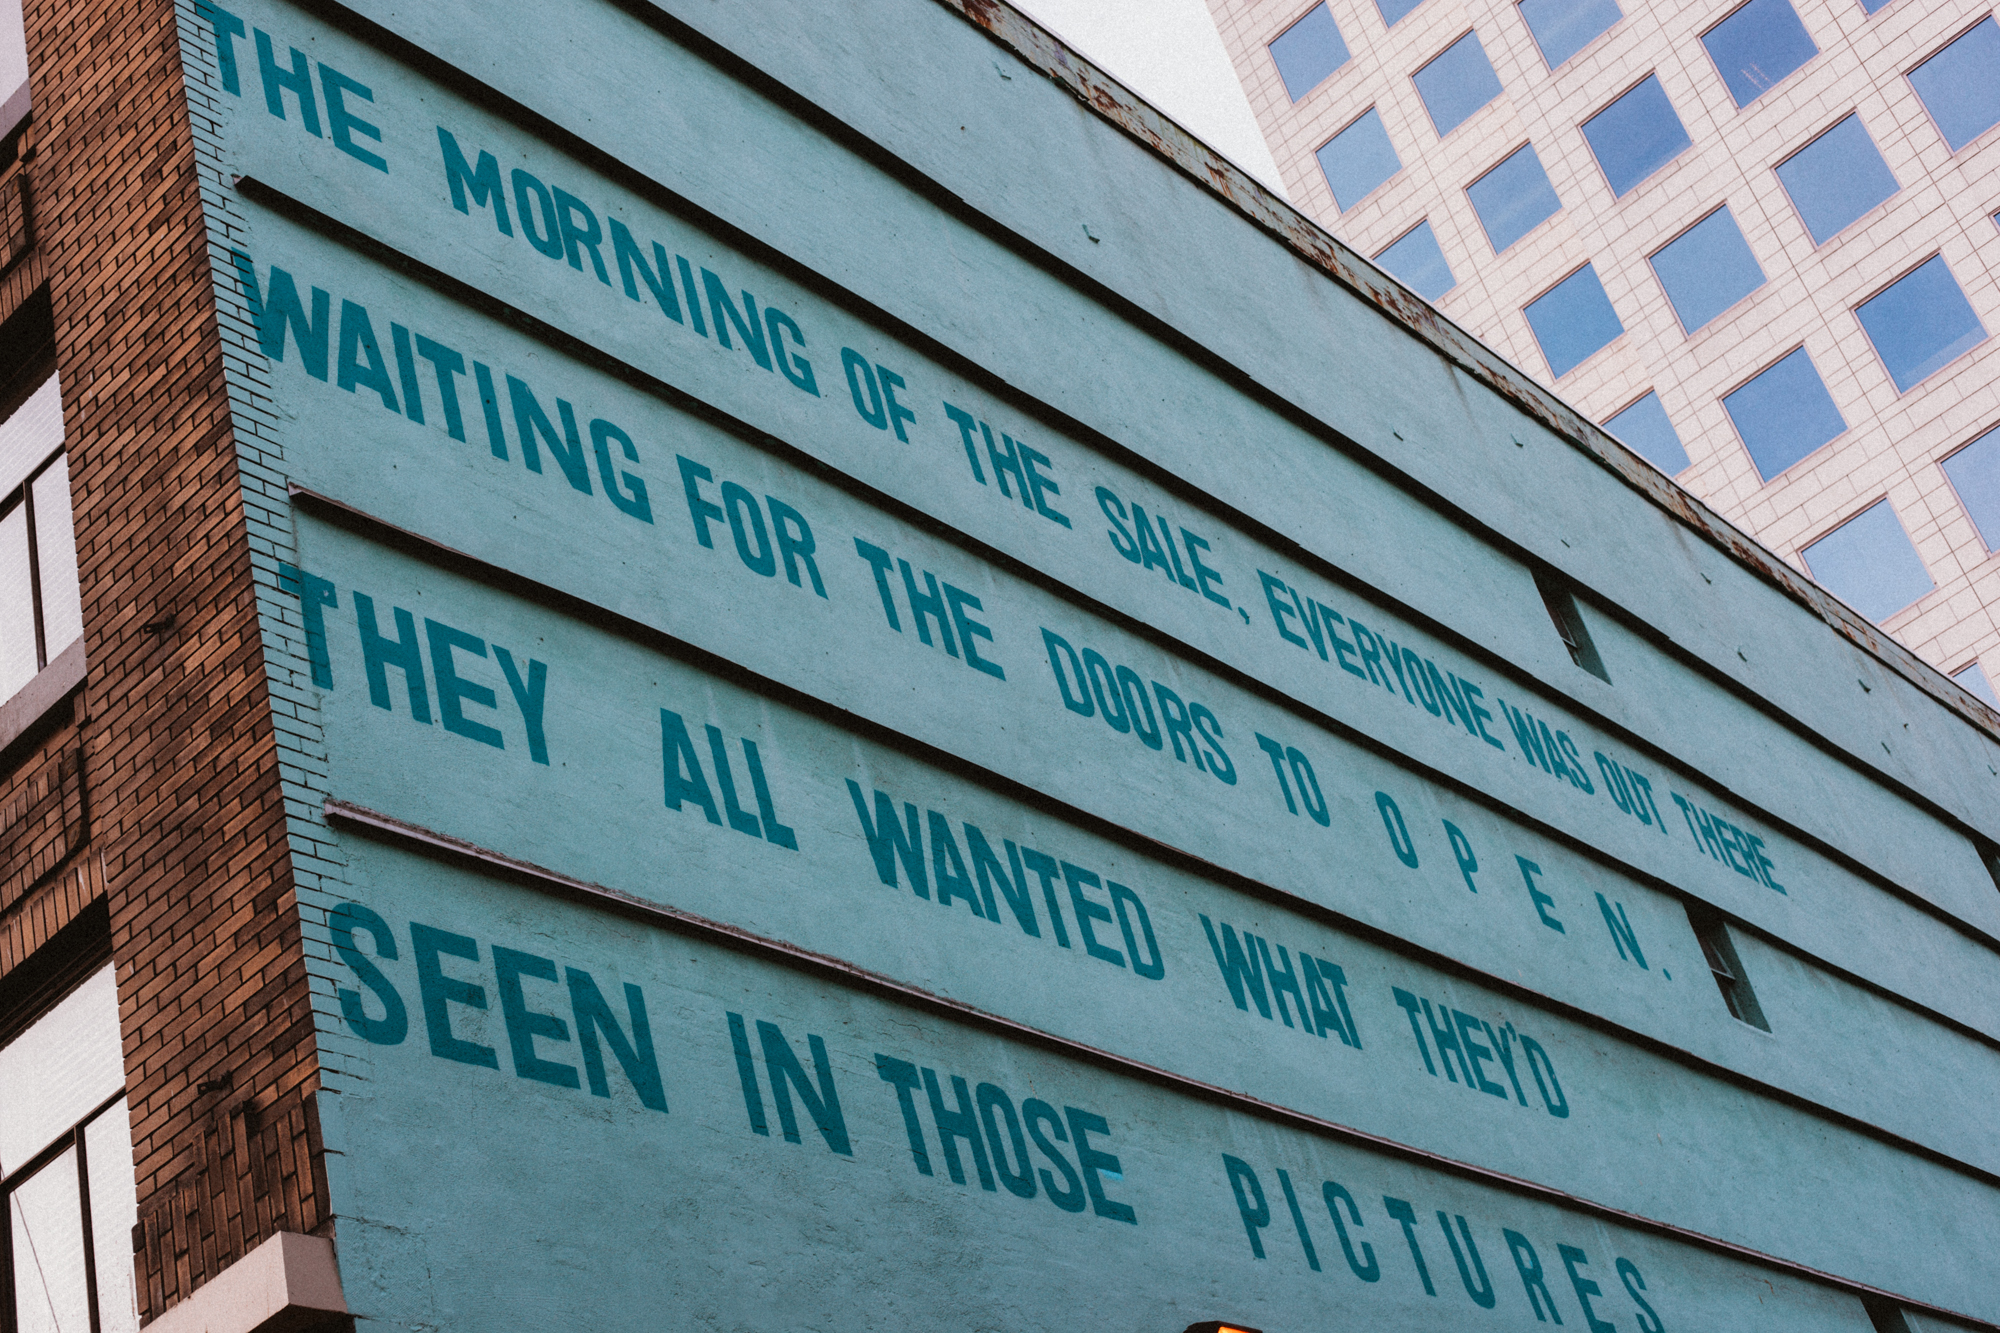 THE MORNING OF THE SALE, EVERYONE WAS OUT THERE
WAITING FOR THE DOORS TO OPEN.
THEY ALL WANTED WHAT THEY'D
SEEN IN THOSE PICTURES